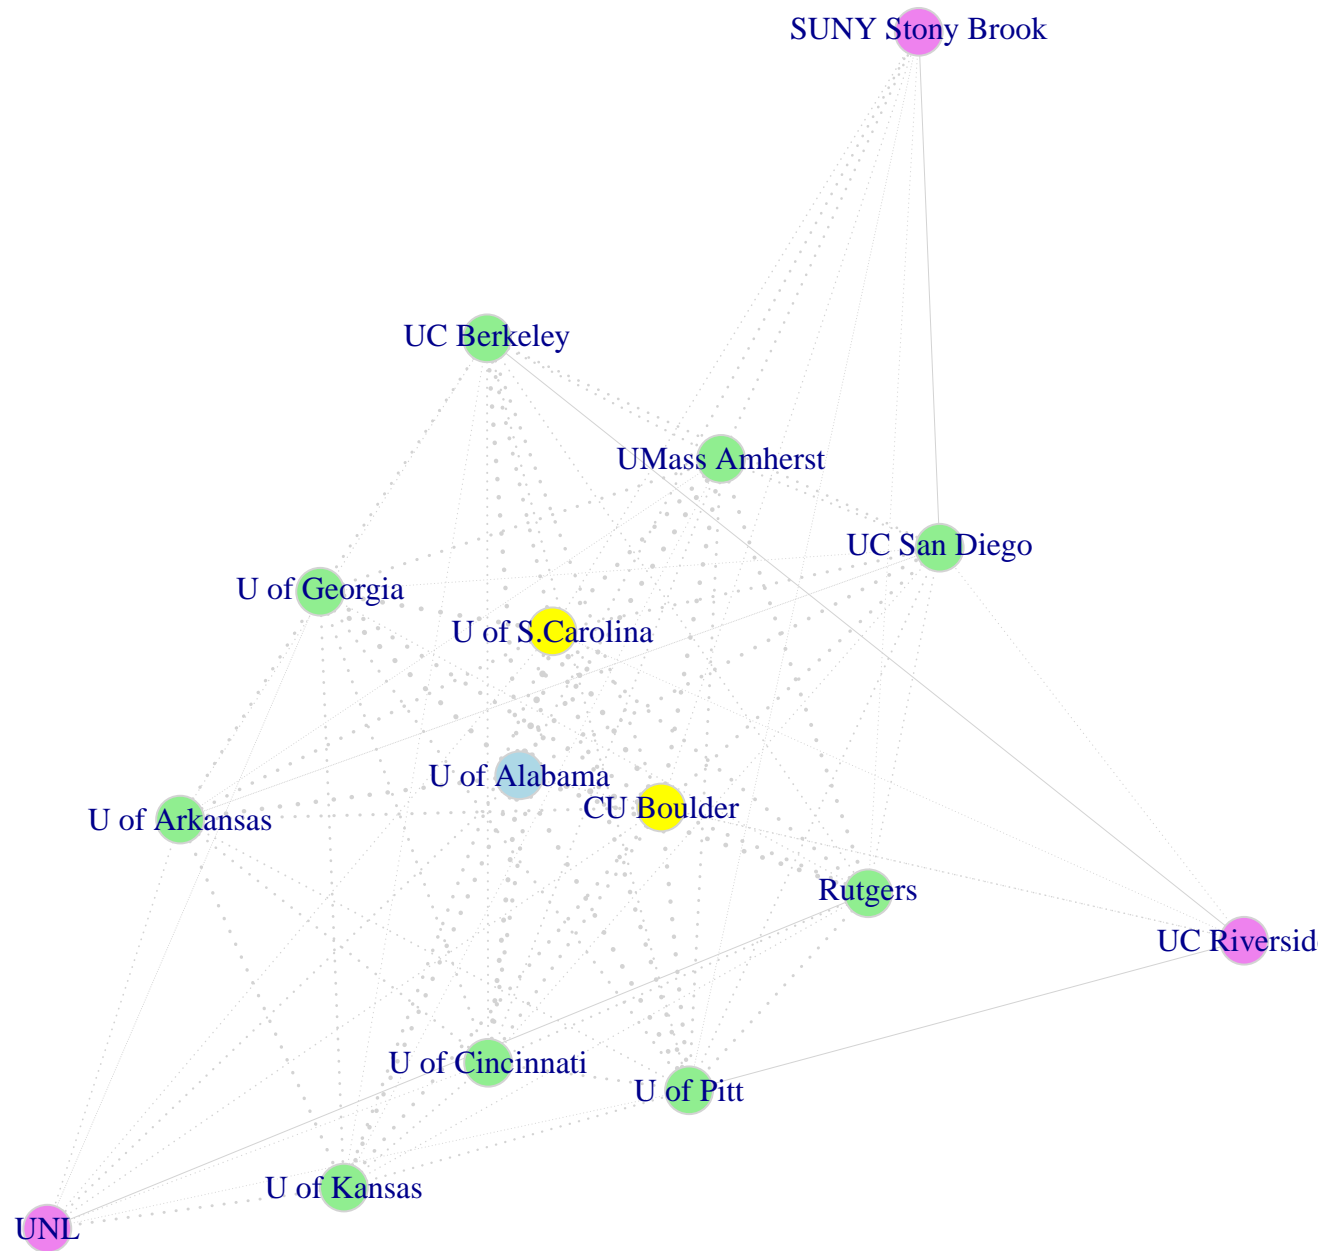 SUNY Stony Brook
UC Berkeley
UMass Amherst
UC San Diego
U of Georgia
U of S.Carolina
U of Alabama
CU Boulder
U of Arkansas
Rutgers
UC Riverside
U of Cincinnati
U of Pitt
U of Kansas
UNL